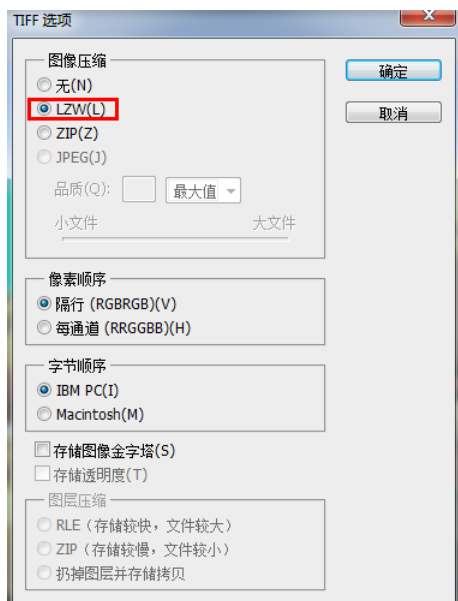 TIFF 选项
图像压缩
无(N)
LZW(L)
ZIP(Z)
JPEG(J)
品质(Q):
最大值
小文件 大文件
确定
取消
像素顺序
隔行 (RGBRGB)(V)
每通道 (RRGGBB)(H)
字节顺序
IBM PC(I)
Macintosh(M)
存储图像金字塔(S)
存储透明度(T)
图层压缩
RLE（存储较快，文件较大）
ZIP（存储较慢，文件较小）
扔掉图层并存储拷贝